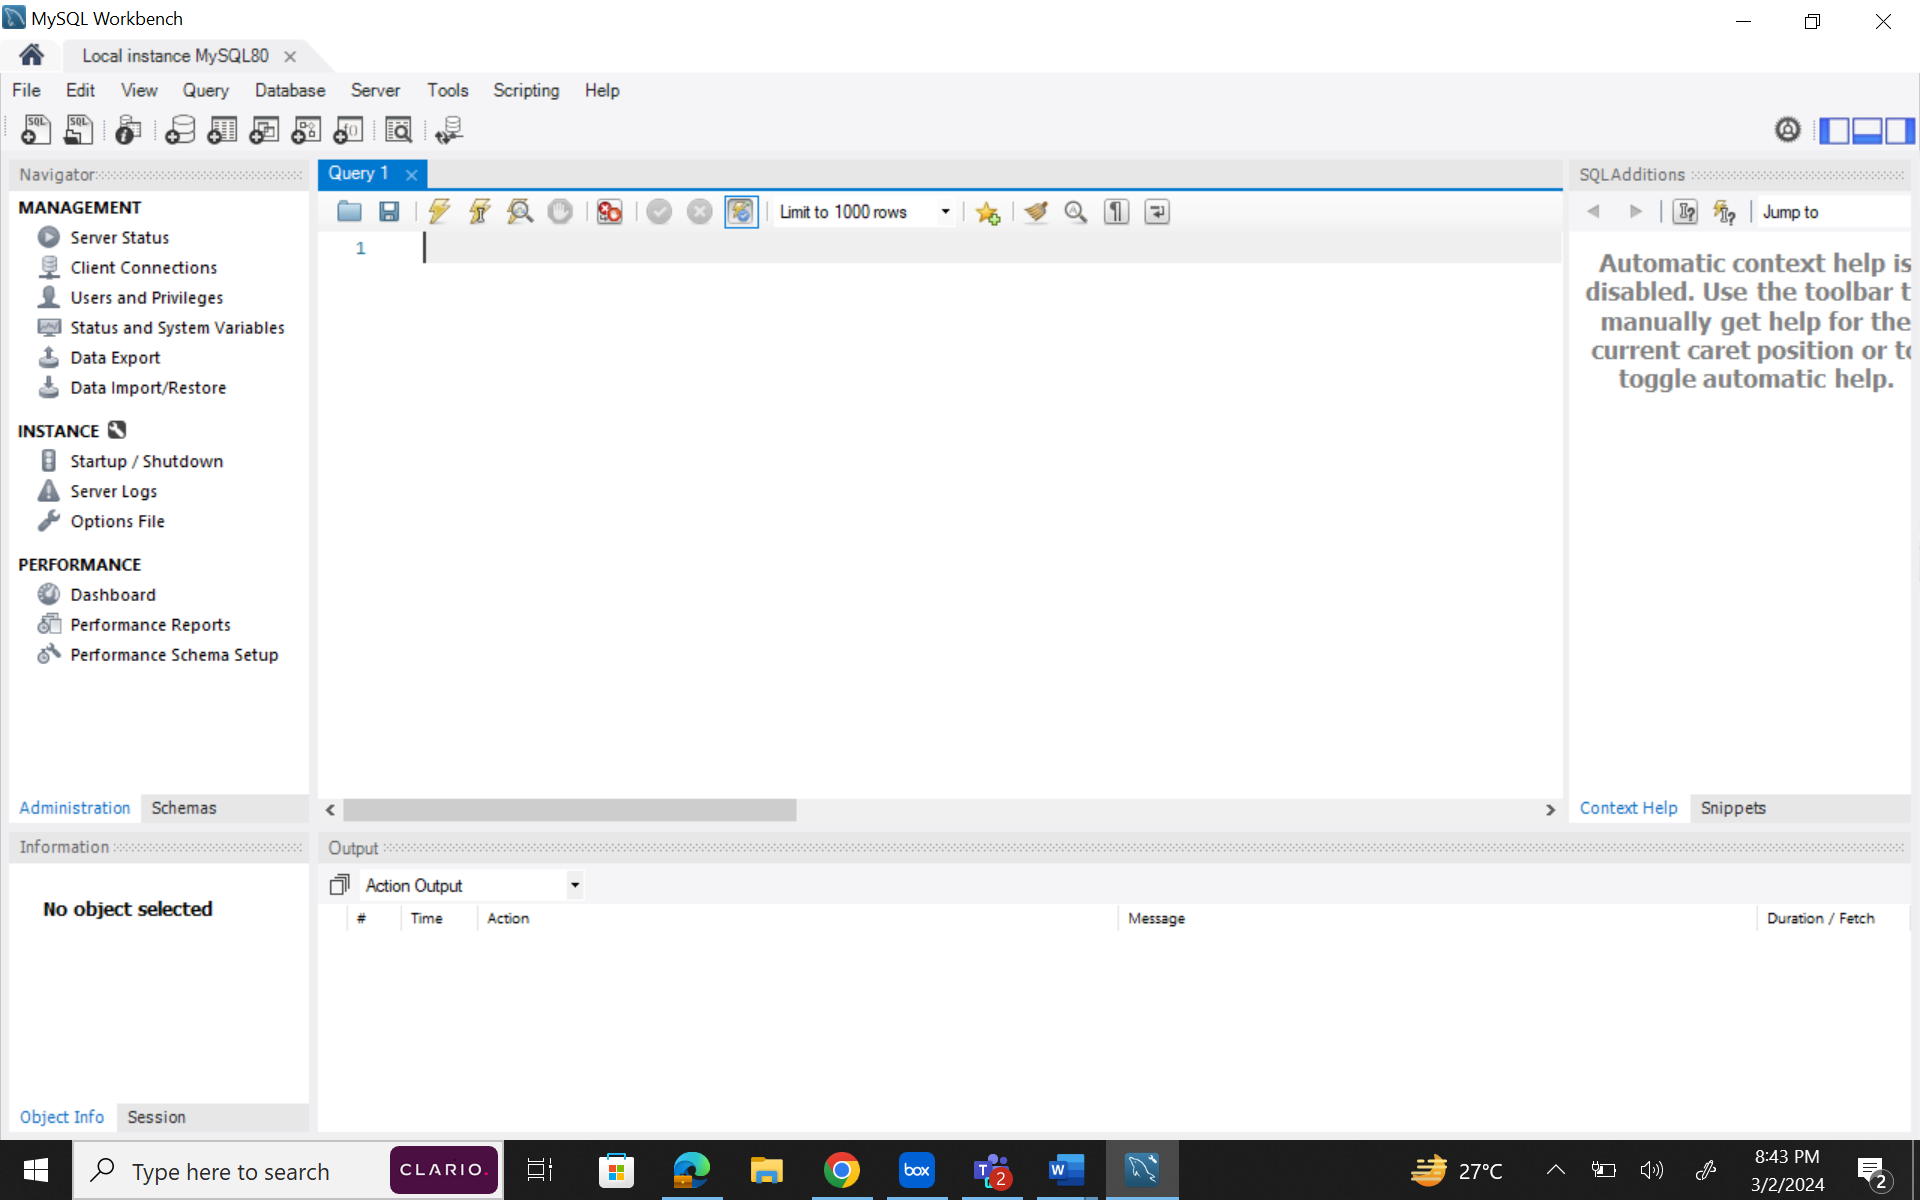 MySQL Workbench
Local instance MySQL80
File Edit View Query Database Server Tools Scripting Help
Navigator
MANAGEMENT
Server Status
Client Connections
Users and Privileges
Status and System Variables
Data Export
Data Import/Restore
INSTANCE
Startup / Shutdown
Server Logs
Options File
PERFORMANCE
Dashboard
Performance Reports
Performance Schema Setup
Administration Schemas
Information
No object selected
Object Info Session
Query 1
Limit to 1000 rows
1
Output
Action Output
# Time Action Message Duration / Fetch
SQLAdditions
Jump to
Automatic context help is
disabled. Use the toolbar t
manually get help for the
current caret position or to
toggle automatic help.
Context Help Snippets
Type here to search
CLARIO.
box
2
27°C
8:43 PM
3/2/2024
2